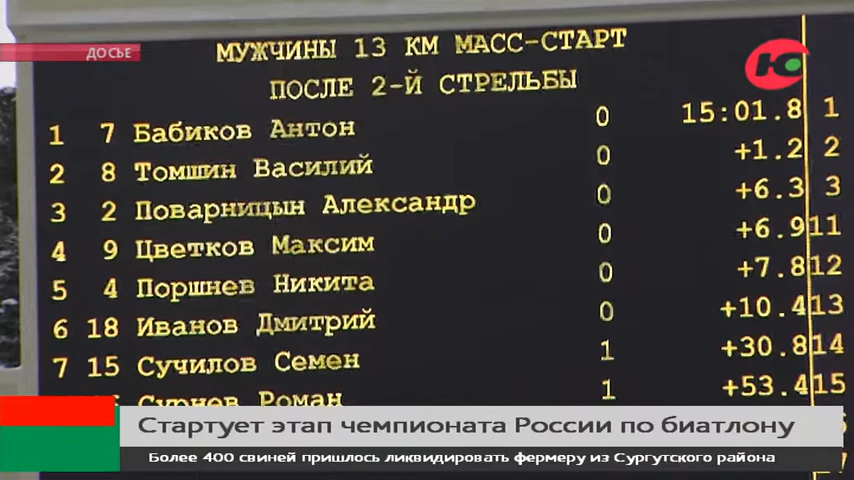 ДОСЬЕ
МУЖЧИНЫ 13 КМ МАСС-СТАРТ
ПОСЛЕ 2-Й СТРЕЛЬБЫ
1 7 Бабиков Антон 0 15:01.8 1
2 8 Томшин Василий 0 +1.2 2
3 2 Поварницын Александр 0 +6.3 3
4 9 Цветков Максим 0 +6.9 11
5 4 Поршнев Никита 0 +7.8 12
6 18 Иванов Дмитрий 0 +10.4 13
7 15 Сучилов Семен 1 +30.8 14
Сурнев Роман 1 +53.4 15
Стартует этап чемпионата России по биатлону
Более 400 свиней пришлось ликвидировать фермеру из Сургутского района